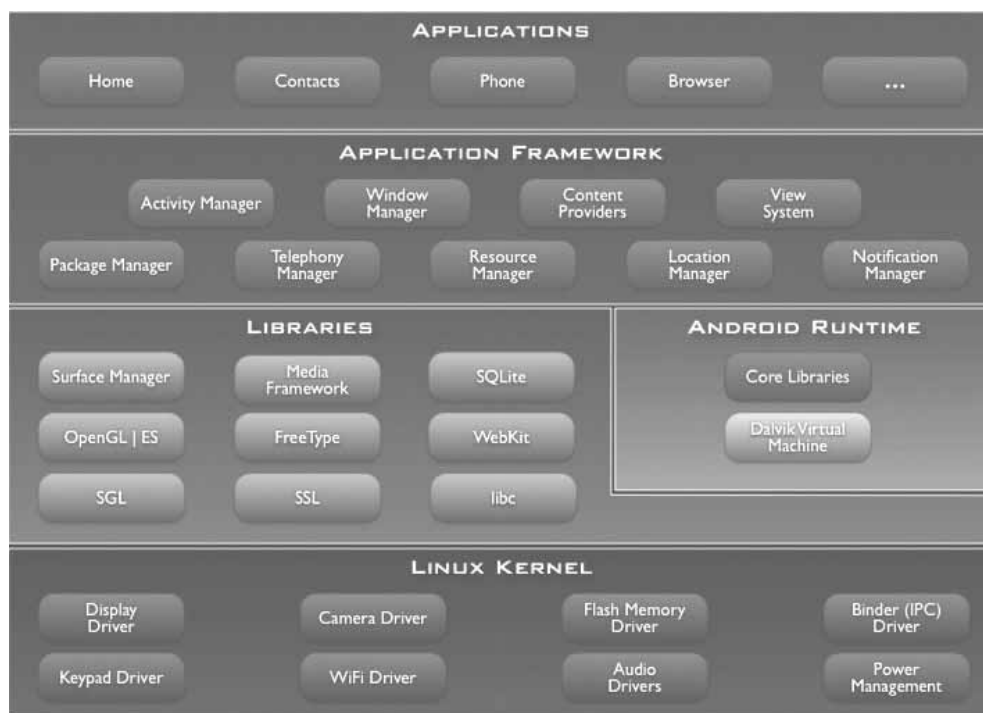 APPLICATIONS
Home
Contacts
Phone
Browser
...
APPLICATION FRAMEWORK
Activity Manager
Window
Manager
Content
Providers
View
System
Package Manager
Telephony
Manager
Resource
Manager
Location
Manager
Notification
Manager
LIBRARIES
Surface Manager
Media
Framework
SQLite
OpenGL | ES
FreeType
WebKit
SGL
SSL
libc
ANDROID RUNTIME
Core Libraries
Dalvik Virtual
Machine
LINUX KERNEL
Display
Driver
Camera Driver
Flash Memory
Driver
Binder (IPC)
Driver
Keypad Driver
WiFi Driver
Audio
Drivers
Power
Management